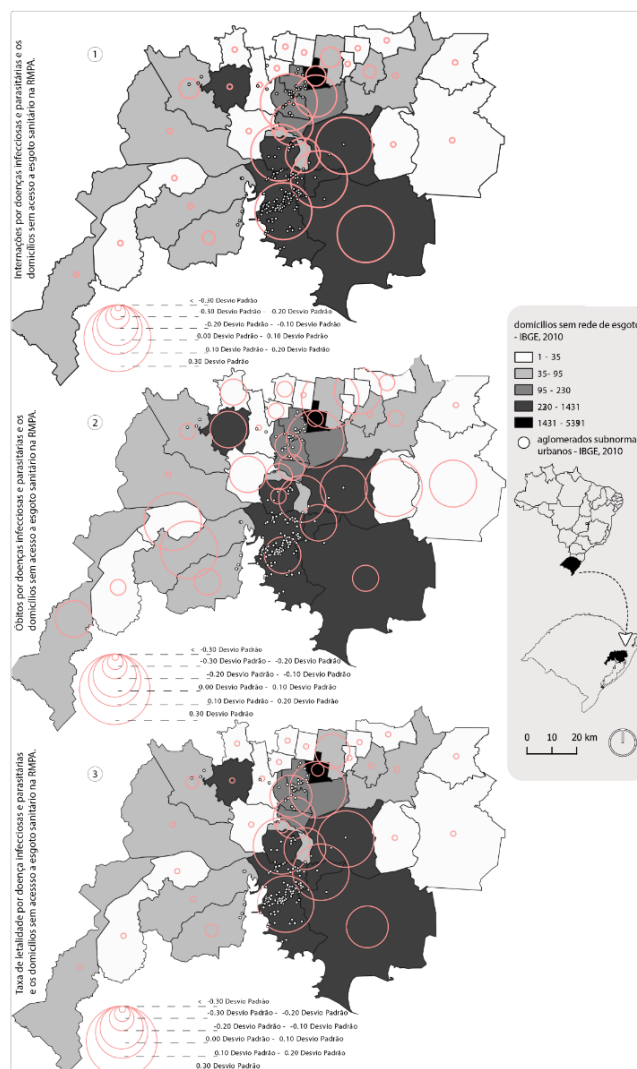 Internações por doenças infecciosas e parasitárias e os
domicílios sem acesso a esgoto sanitário na RMPA.
1
< -0.30 Desvio Padrão
-0.30 Desvio Padrão - -0.20 Desvio Padrão
-0.20 Desvio Padrão - -0.10 Desvio Padrão
0.00 Desvio Padrão - 0.10 Desvio Padrão
0.10 Desvio Padrão - 0.20 Desvio Padrão
0.30 Desvio Padrão
Óbitos por doenças infecciosas e parasitárias e os
domicílios sem acesso a esgoto sanitário na RMPA.
2
< -0.30 Desvio Padrão
-0.30 Desvio Padrão - -0.20 Desvio Padrão
-0.20 Desvio Padrão - -0.10 Desvio Padrão
0.00 Desvio Padrão - 0.10 Desvio Padrão
0.10 Desvio Padrão - 0.20 Desvio Padrão
0.30 Desvio Padrão
Taxa de letalidade por doença infecciosas e parasitárias
e os domicílios sem acessso a esgoto sanitário na RMPA.
3
< -0.30 Desvio Padrão
-0.30 Desvio Padrão - -0.20 Desvio Padrão
-0.20 Desvio Padrão - -0.10 Desvio Padrão
0.00 Desvio Padrão - 0.10 Desvio Padrão
0.10 Desvio Padrão - 0.20 Desvio Padrão
0.30 Desvio Padrão
domicílios sem rede de esgoto
- IBGE, 2010
1 - 35
35- 95
95 - 230
230 - 1431
1431 - 5391
aglomerados subnormais
urbanos - IBGE, 2010
0 10 20 km